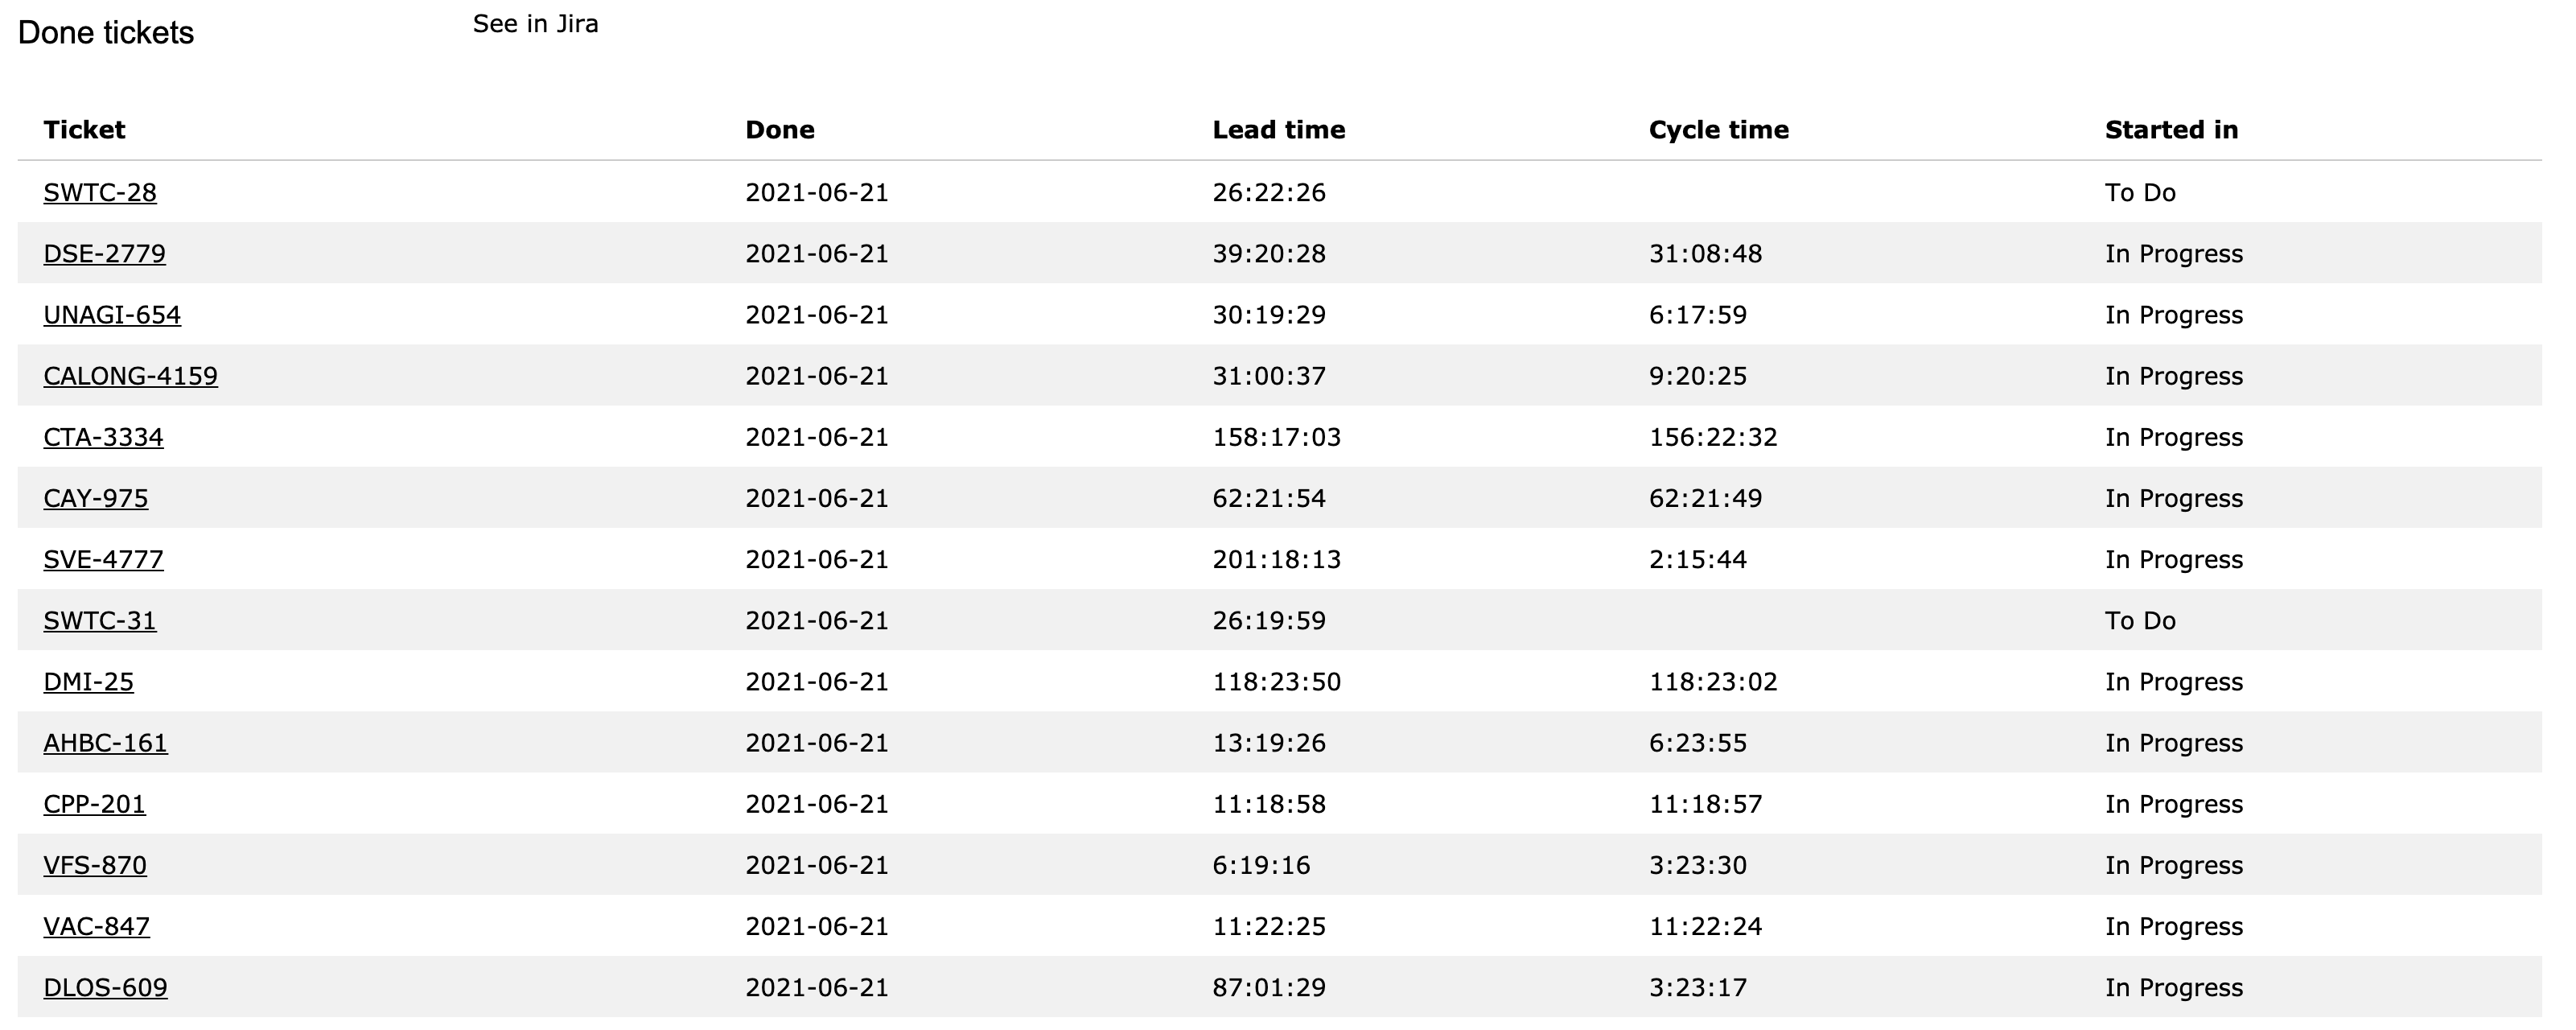 Done tickets See in Jira
Ticket Done Lead time Cycle time Started in
SWTC-28 2021-06-21 26:22:26 To Do
DSE-2779 2021-06-21 39:20:28 31:08:48 In Progress
UNAGI-654 2021-06-21 30:19:29 6:17:59 In Progress
CALONG-4159 2021-06-21 31:00:37 9:20:25 In Progress
CTA-3334 2021-06-21 158:17:03 156:22:32 In Progress
CAY-975 2021-06-21 62:21:54 62:21:49 In Progress
SVE-4777 2021-06-21 201:18:13 2:15:44 In Progress
SWTC-31 2021-06-21 26:19:59 To Do
DMI-25 2021-06-21 118:23:50 118:23:02 In Progress
AHBC-161 2021-06-21 13:19:26 6:23:55 In Progress
CPP-201 2021-06-21 11:18:58 11:18:57 In Progress
VFS-870 2021-06-21 6:19:16 3:23:30 In Progress
VAC-847 2021-06-21 11:22:25 11:22:24 In Progress
DLOS-609 2021-06-21 87:01:29 3:23:17 In Progress